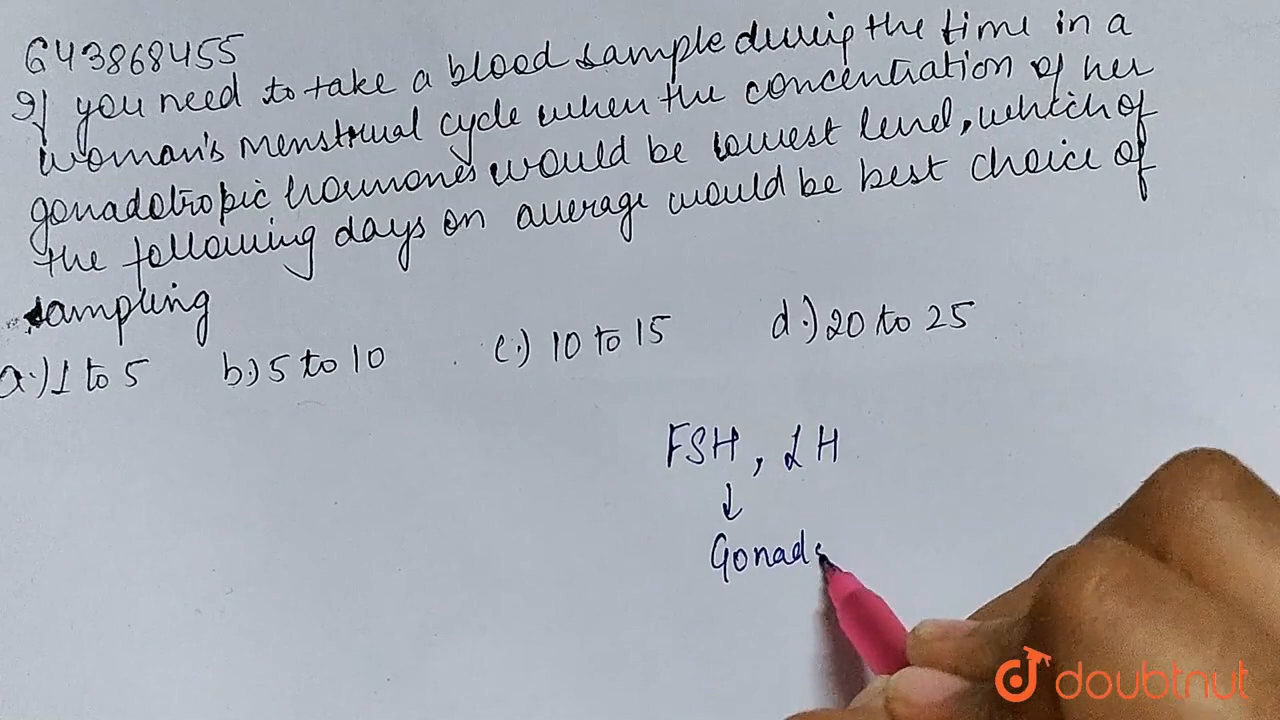 643868455
If you need to take a blood sample during the time in a
woman's menstrual cycle when the concentration of her
gonadotropic hormones would be lowest level, which of
the following days on average would be best choice of
sampling
a.) 1 to 5 b.) 5 to 10 c.) 10 to 15 d.) 20 to 25
FSH, LH
↓
Gonado
doubtnut